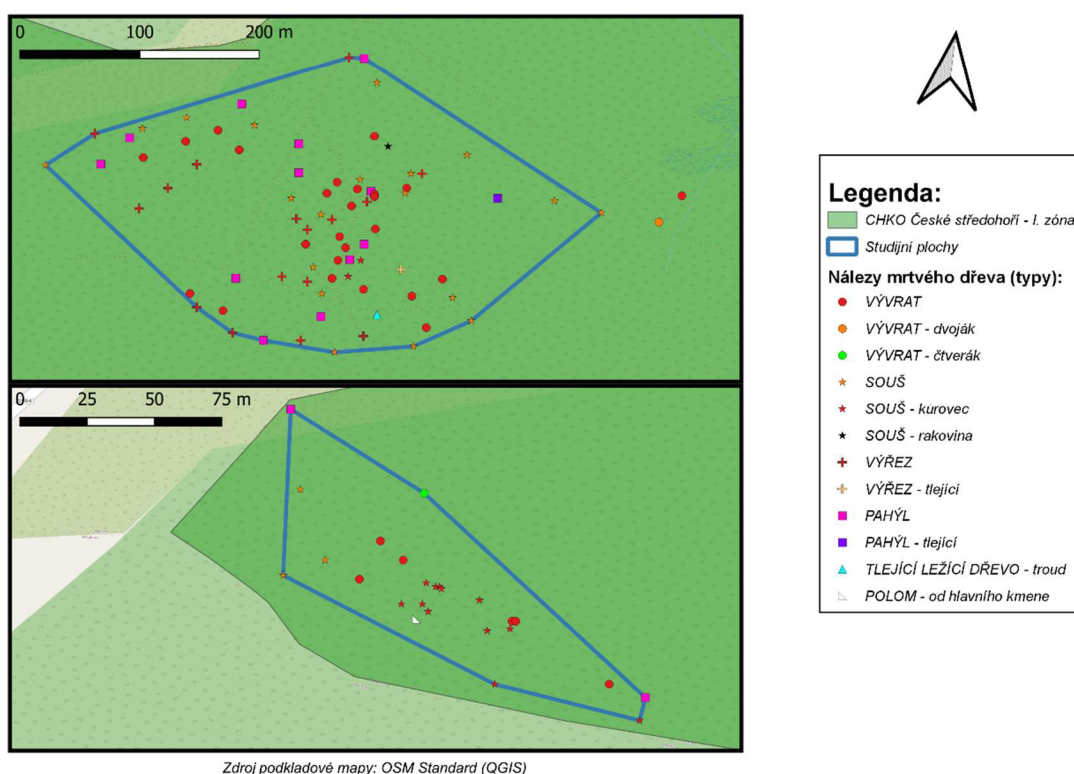 0 100 200 m
0 25 50 75 m
Legenda:
CHKO České středohoří - I. zóna
Studijní plochy
Nálezy mrtvého dřeva (typy):
VÝVRAT
VÝVRAT - dvoják
VÝVRAT - čtverák
SOUŠ
SOUŠ - kůrovec
SOUŠ - rakovina
VÝŘEZ
VÝŘEZ - tlející
PAHÝL
PAHÝL - tlející
TLEJÍCÍ LEŽÍCÍ DŘEVO - troud
POLOM - od hlavního kmene
Zdroj podkladové mapy: OSM Standard (QGIS)